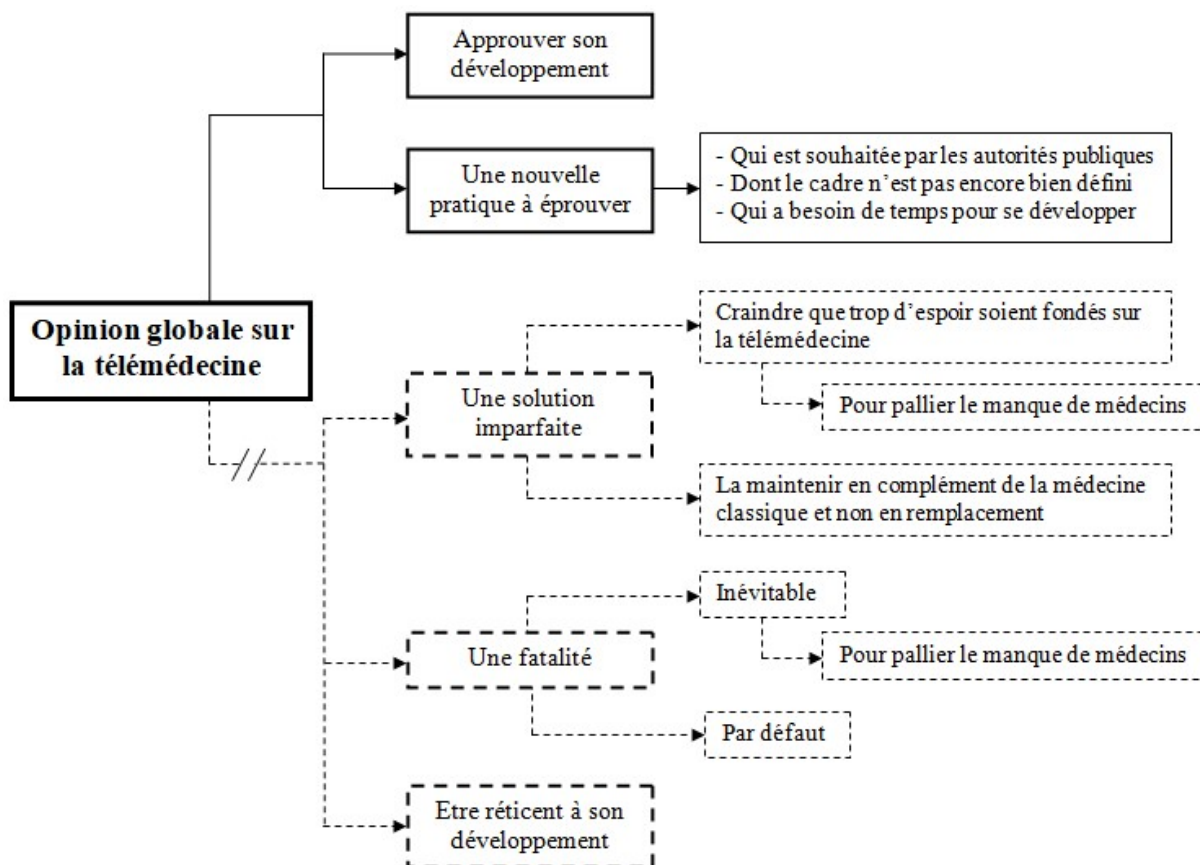 Approuver son
développement
Une nouvelle
pratique à éprouver
- Qui est souhaitée par les autorités publiques
- Dont le cadre n’est pas encore bien défini
- Qui a besoin de temps pour se développer
Opinion globale sur
la télémédecine
Craindre que trop d’espoir soient fondés sur
la télémédecine
Une solution
imparfaite
Pour pallier le manque de médecins
La maintenir en complément de la médecine
classique et non en remplacement
Inévitable
Une fatalité
Pour pallier le manque de médecins
Par défaut
Etre réticent à son
développement